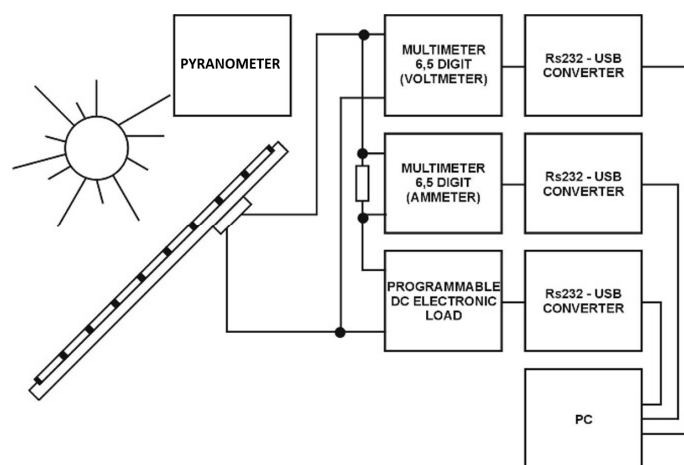 PYRANOMETER
MULTIMETER
6,5 DIGIT
(VOLTMETER)
Rs232 - USB
CONVERTER
MULTIMETER
6,5 DIGIT
(AMMETER)
Rs232 - USB
CONVERTER
PROGRAMMABLE
DC ELECTRONIC
LOAD
Rs232 - USB
CONVERTER
PC